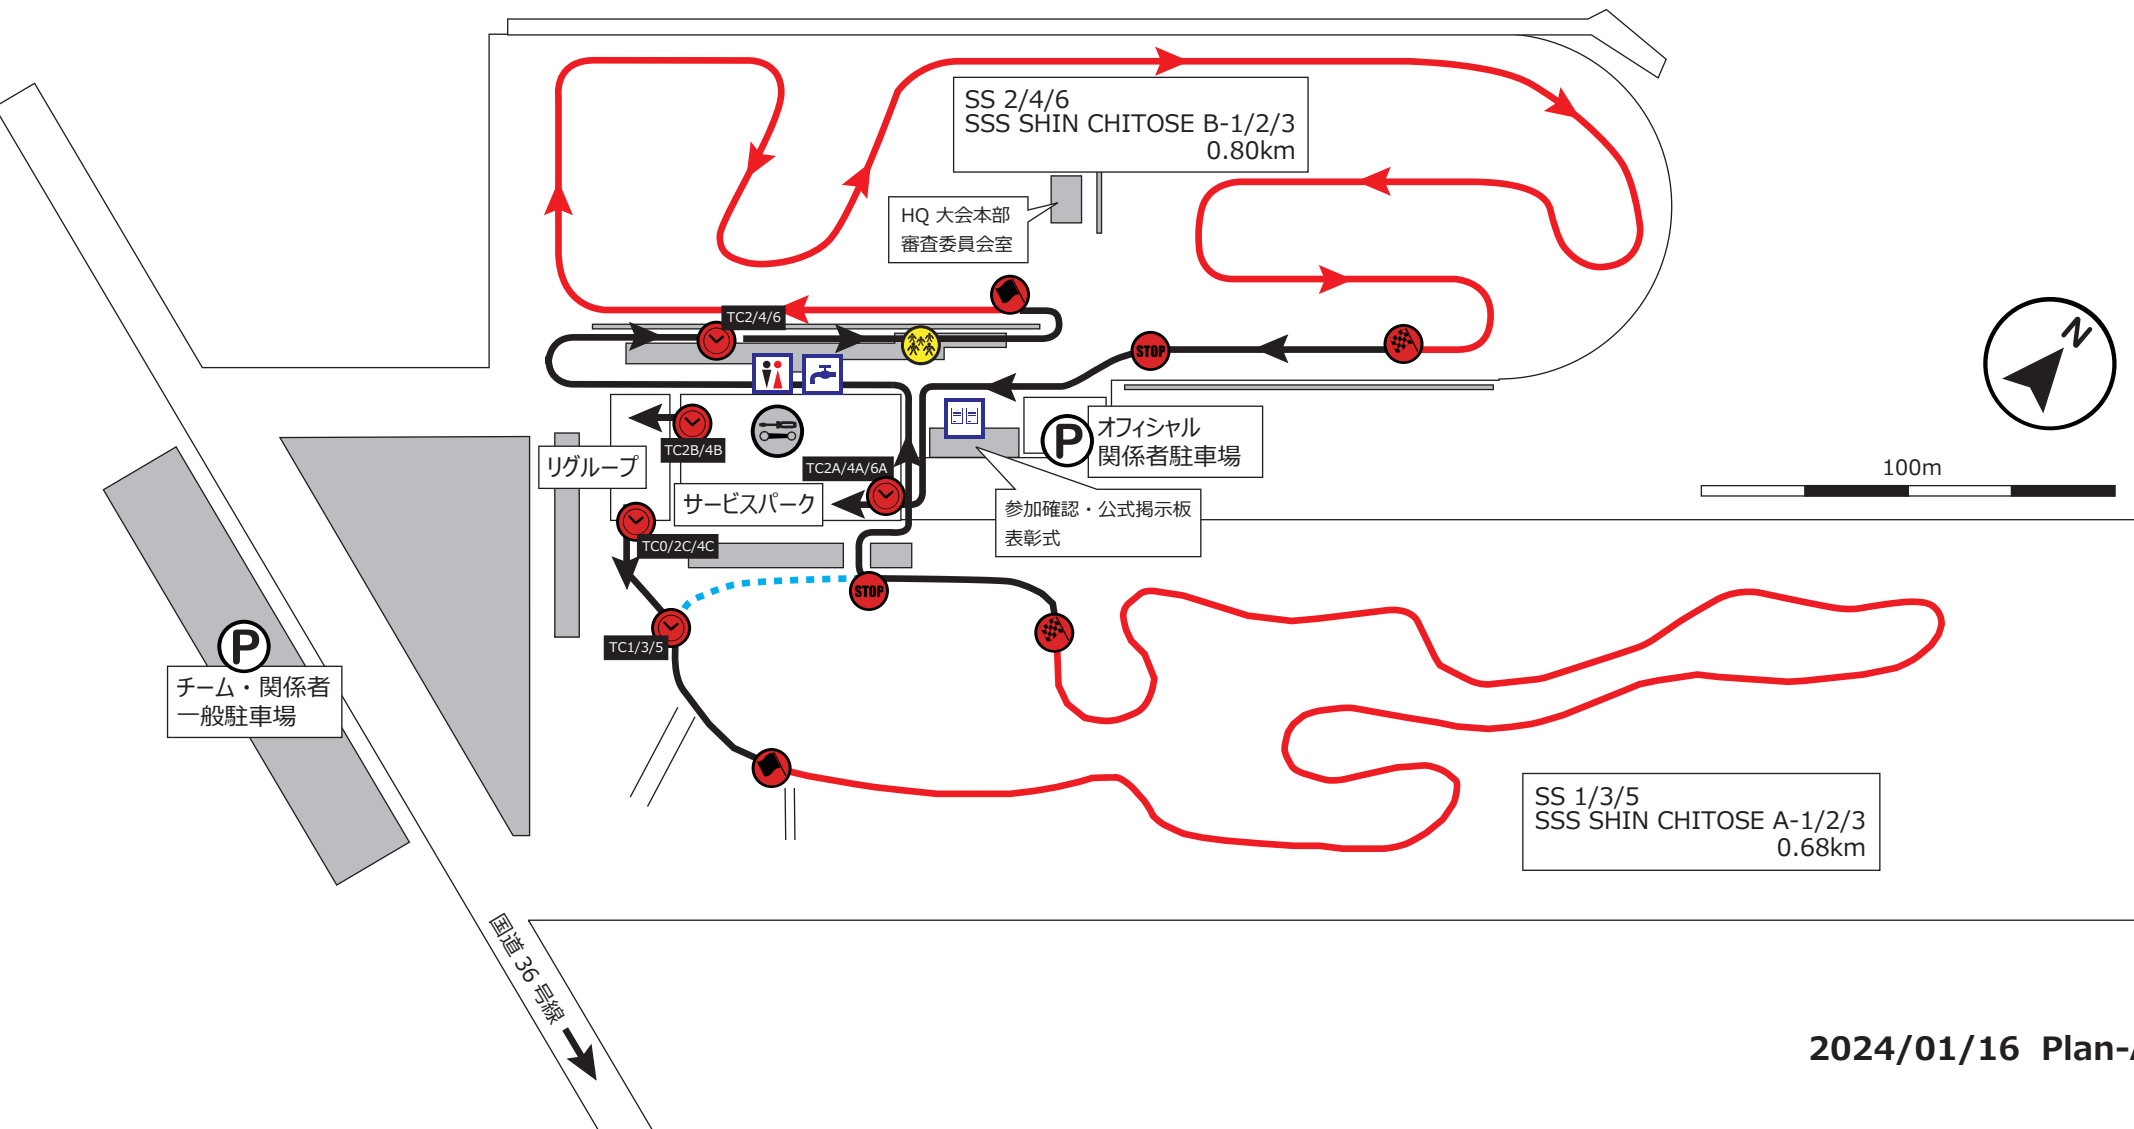 SS 2/4/6
SSS SHIN CHITOSE B-1/2/3
0.80km
HQ 大会本部
審査委員会室
TC2/4/6
STOP
N
オフィシャル
関係者駐車場
P
TC2B/4B
リグループ
TC2A/4A/6A
サービスパーク
100m
参加確認・公式掲示板
表彰式
TC0/2C/4C
STOP
TC1/3/5
P
チーム・関係者
一般駐車場
SS 1/3/5
SSS SHIN CHITOSE A-1/2/3
0.68km
国道 36 号線
2024/01/16 Plan-A